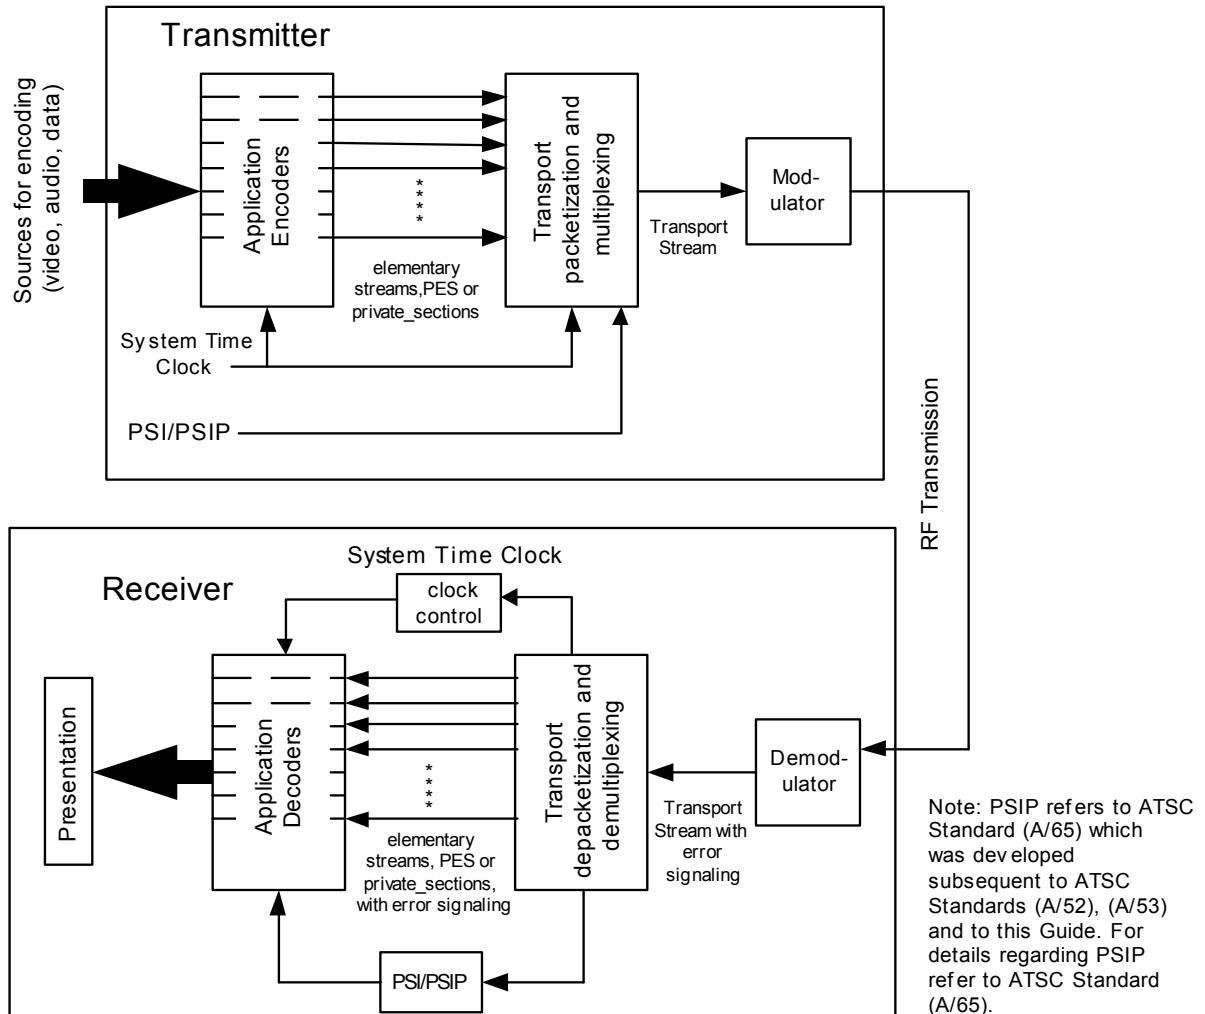 Transmitter
Sources for encoding
(video, audio, data)
Application
Encoders
****
elementary
streams,PES or
private_sections
Transport
packetization and
multiplexing
Transport
Stream
Mod-
ulator
System Time
Clock
PSI/PSIP
RF Transmission
Receiver
System Time Clock
clock
control
Presentation
Application
Decoders
****
elementary
streams, PES or
private_sections,
with error signaling
Transport
depacketization and
demultiplexing
Transport
Stream with
error
signaling
Demod-
ulator
PSI/PSIP
Note: PSIP refers to ATSC
Standard (A/65) which
was developed
subsequent to ATSC
Standards (A/52), (A/53)
and to this Guide. For
details regarding PSIP
refer to ATSC Standard
(A/65).